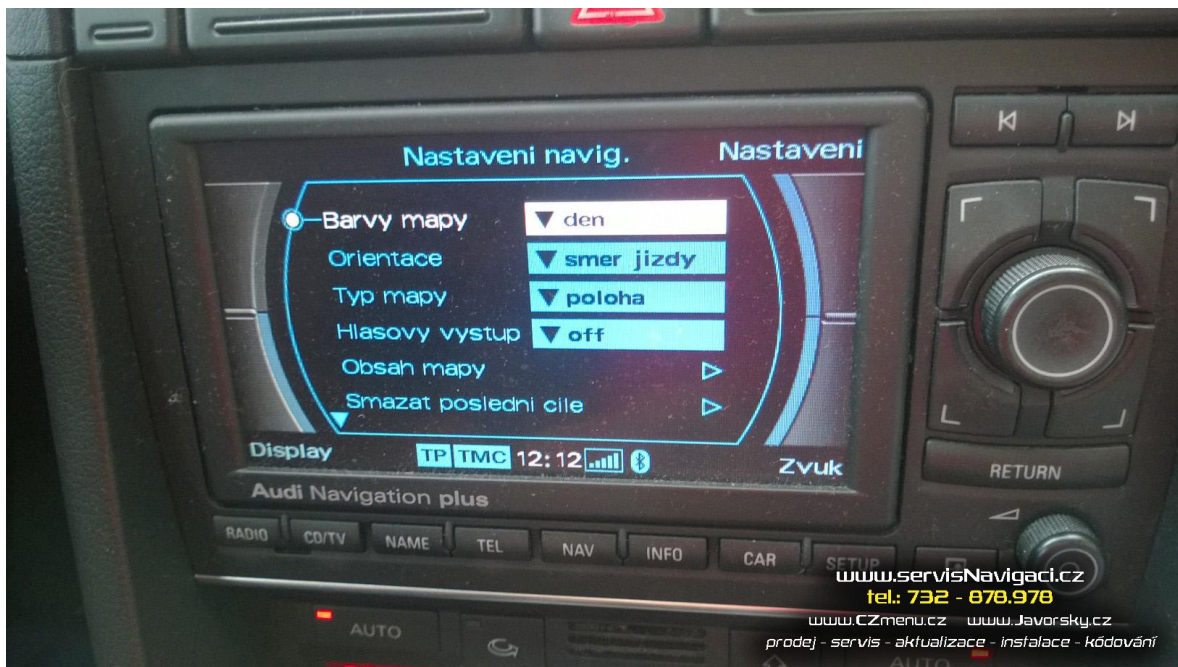 Nastaveni navig.
Nastaveni
Barvy mapy
den
Orientace
smer jizdy
Typ mapy
poloha
Hlasovy vystup
off
Obsah mapy
Smazat posledni cile
Display
TP TMC 12:12
Zvuk
Audi Navigation plus
RETURN
RADIO
CD/TV
NAME
TEL
NAV
INFO
CAR
SETUP
www.servisNavigaci.cz
tel.: 732 - 878.978
www.CZmenu.cz www.Javorsky.cz
prodej - servis - aktualizace - instalace - kódování
AUTO
AUTO